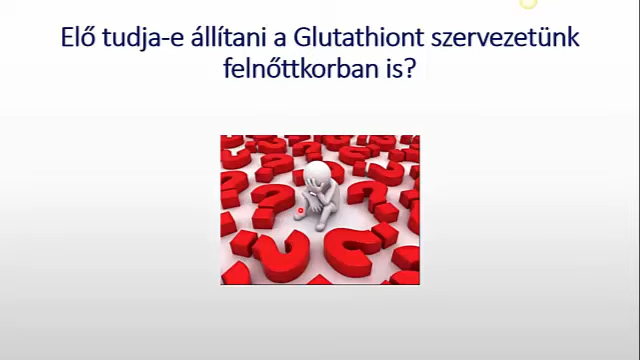 Elő tudja-e állítani a Glutathiont szervezetünk
felnőttkorban is?